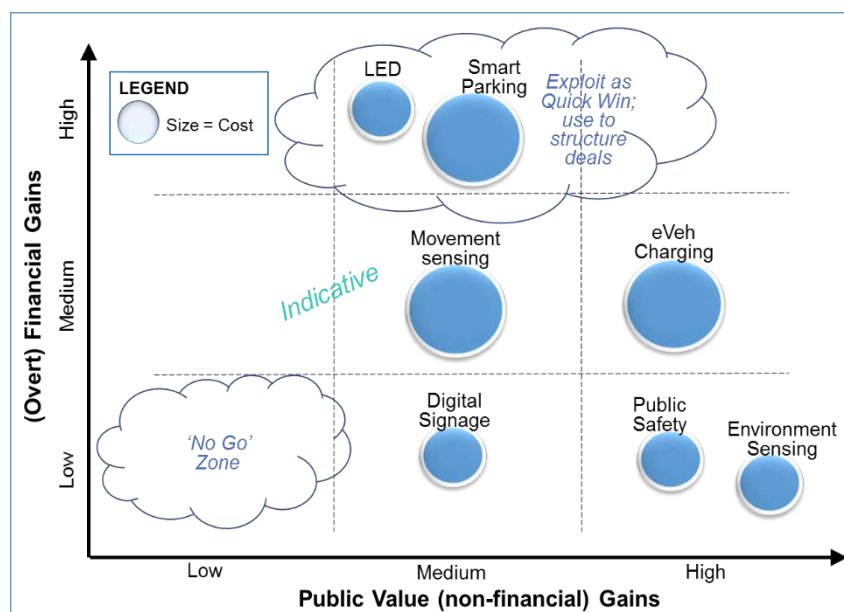 LEGEND
Size = Cost
LED
Smart
Parking
Exploit as
Quick Win;
use to
structure
deals
High
Movement
sensing
eVeh
Charging
Indicative
Medium
(Overt) Financial Gains
Digital
Signage
Public
Safety
Environment
Sensing
‘No Go’
Zone
Low
Low
Medium
High
Public Value (non-financial) Gains